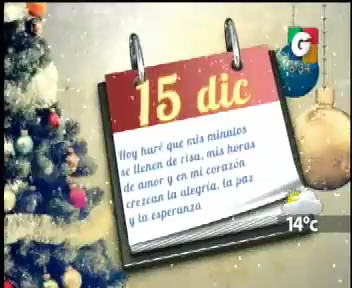 G
15 dic
Hoy haré que mis minutos
se llenen de risa, mis horas
de amor y en mi corazón
crezcan la alegría, la paz
y la esperanza
14°c